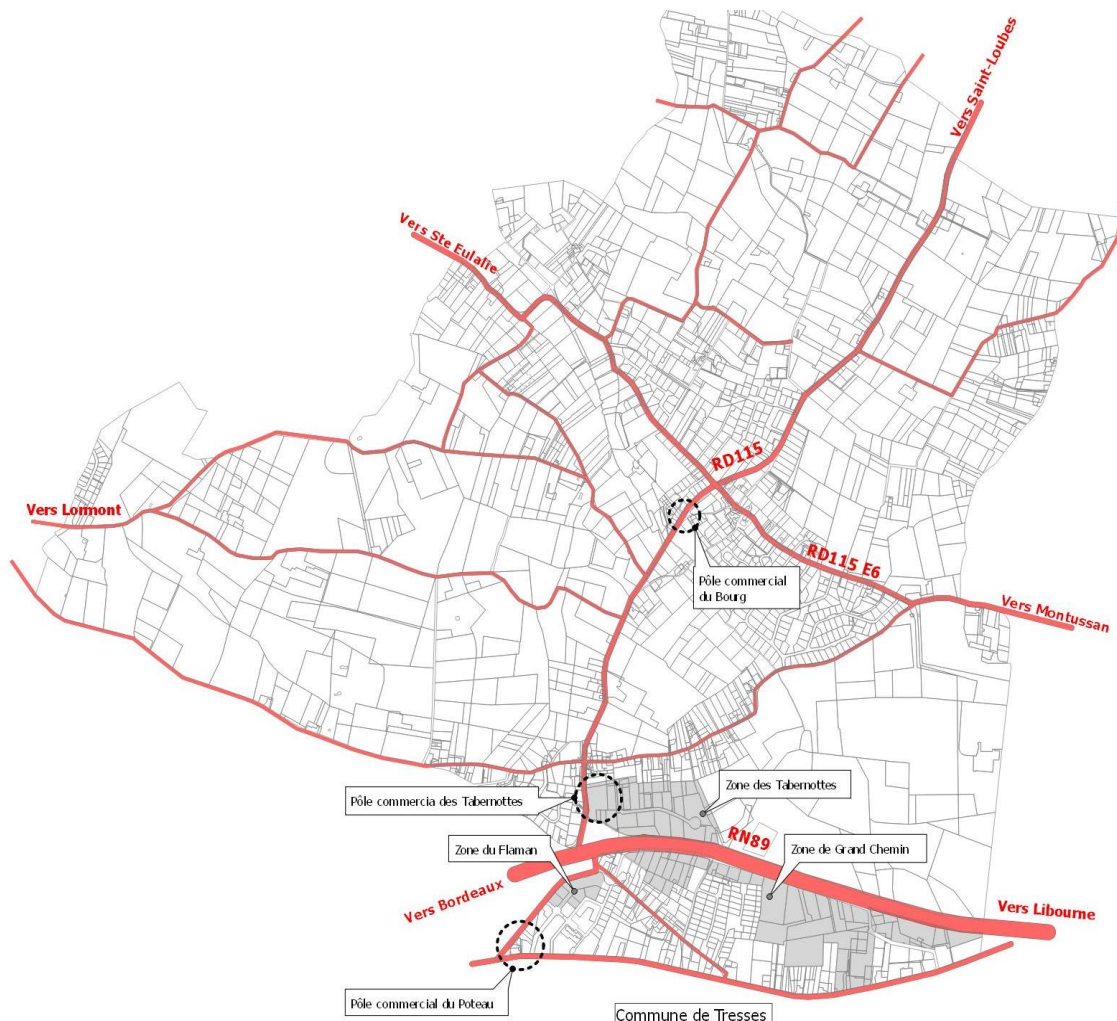 Vers Saint-Loubes
Vers Ste Eulalie
RD115
Vers Lormont
RD115 E6
Pôle commercial
du Bourg
Vers Montussan
Zone des Tabernottes
Pôle commercia des Tabernottes
RN89
Zone du Flaman
Zone de Grand Chemin
Vers Bordeaux
Vers Libourne
Pôle commercial du Poteau
Commune de Tresses